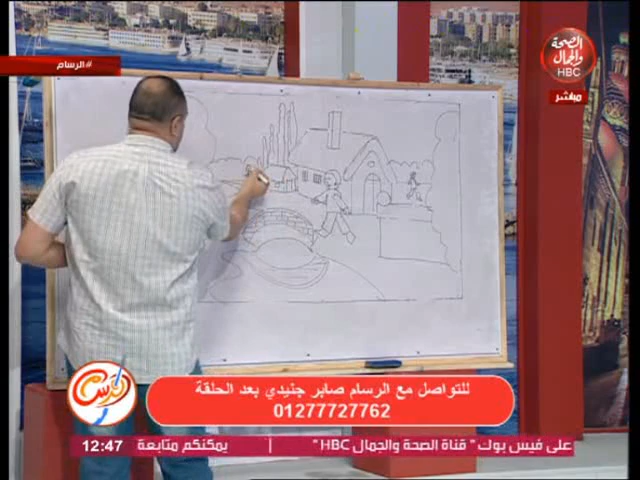 الصحة
والجمال
HBC
مباشر
#الرسام
للتواصل مع الرسام صابر جنيدي بعد الحلقة
01277727762
12:47
يمكنكم متابعة
على فيس بوك " قناة الصحة والجمال HBC"